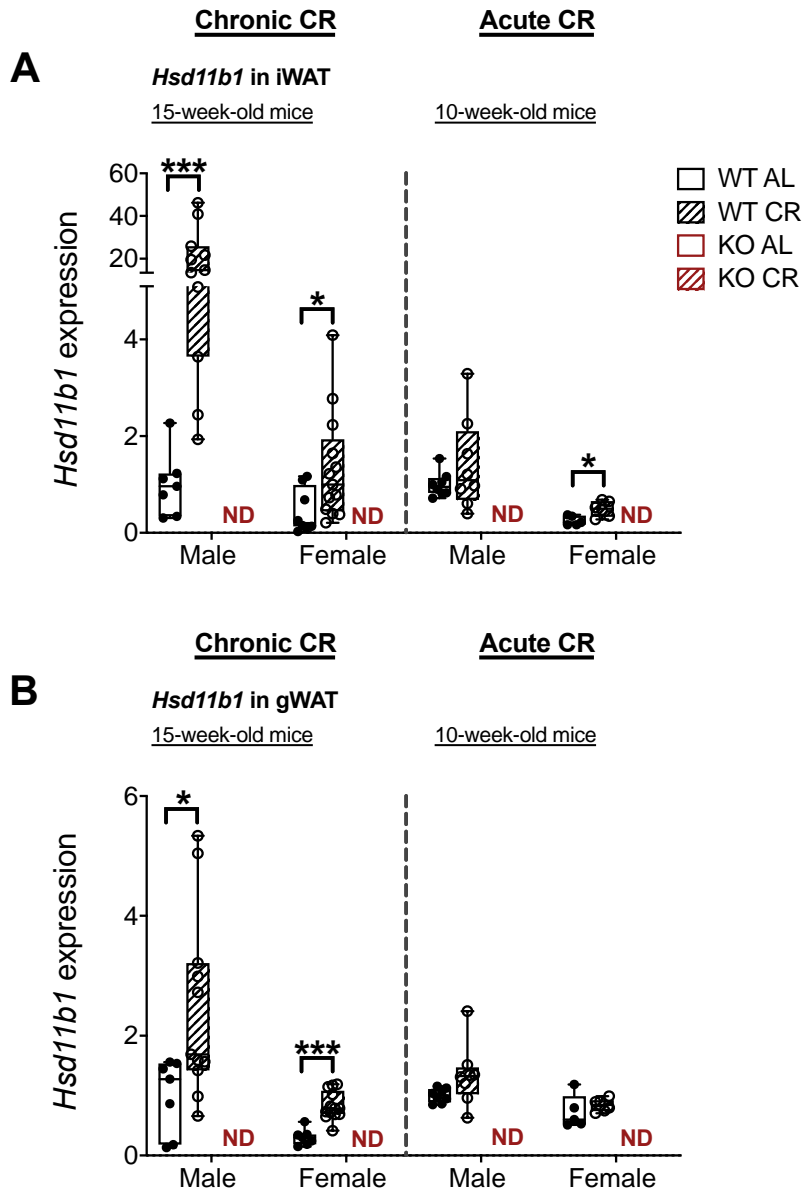 Chronic CR Acute CR
A
Hsd11b1 in iWAT
15-week-old mice 10-week-old mice
Hsd11b1 expression
60
40
20
4
2
0
***
*
*
ND ND ND ND
Male Female Male Female
WT AL
WT CR
KO AL
KO CR
Chronic CR Acute CR
B
Hsd11b1 in gWAT
15-week-old mice 10-week-old mice
Hsd11b1 expression
6
4
2
0
*
***
ND ND ND ND
Male Female Male Female